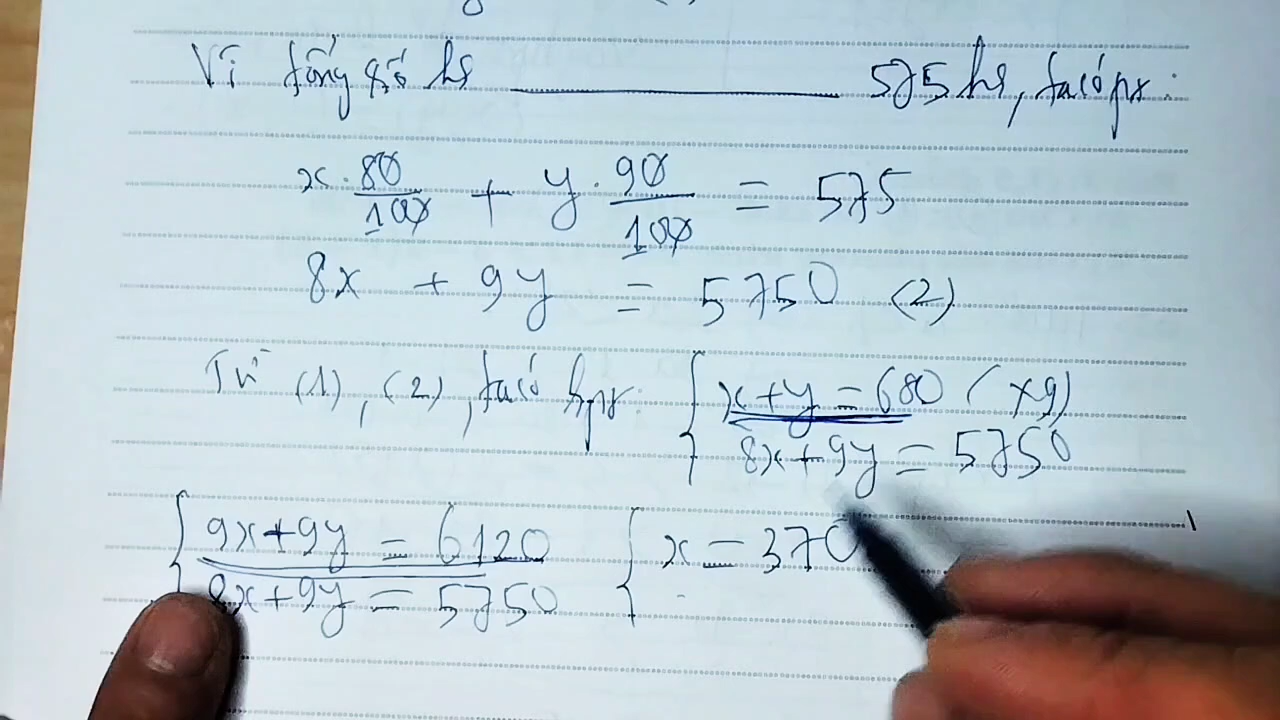 Vì tổng số hs ________ 575 hs, ta có pt:
x . 80/100 + y . 90/100 = 575
8x + 9y = 5750 (2)
Từ (1), (2), ta có hpt: { x + y = 680 (x9)
8x + 9y = 5750
{ 9x + 9y = 6120 { x = 370
8x + 9y = 5750